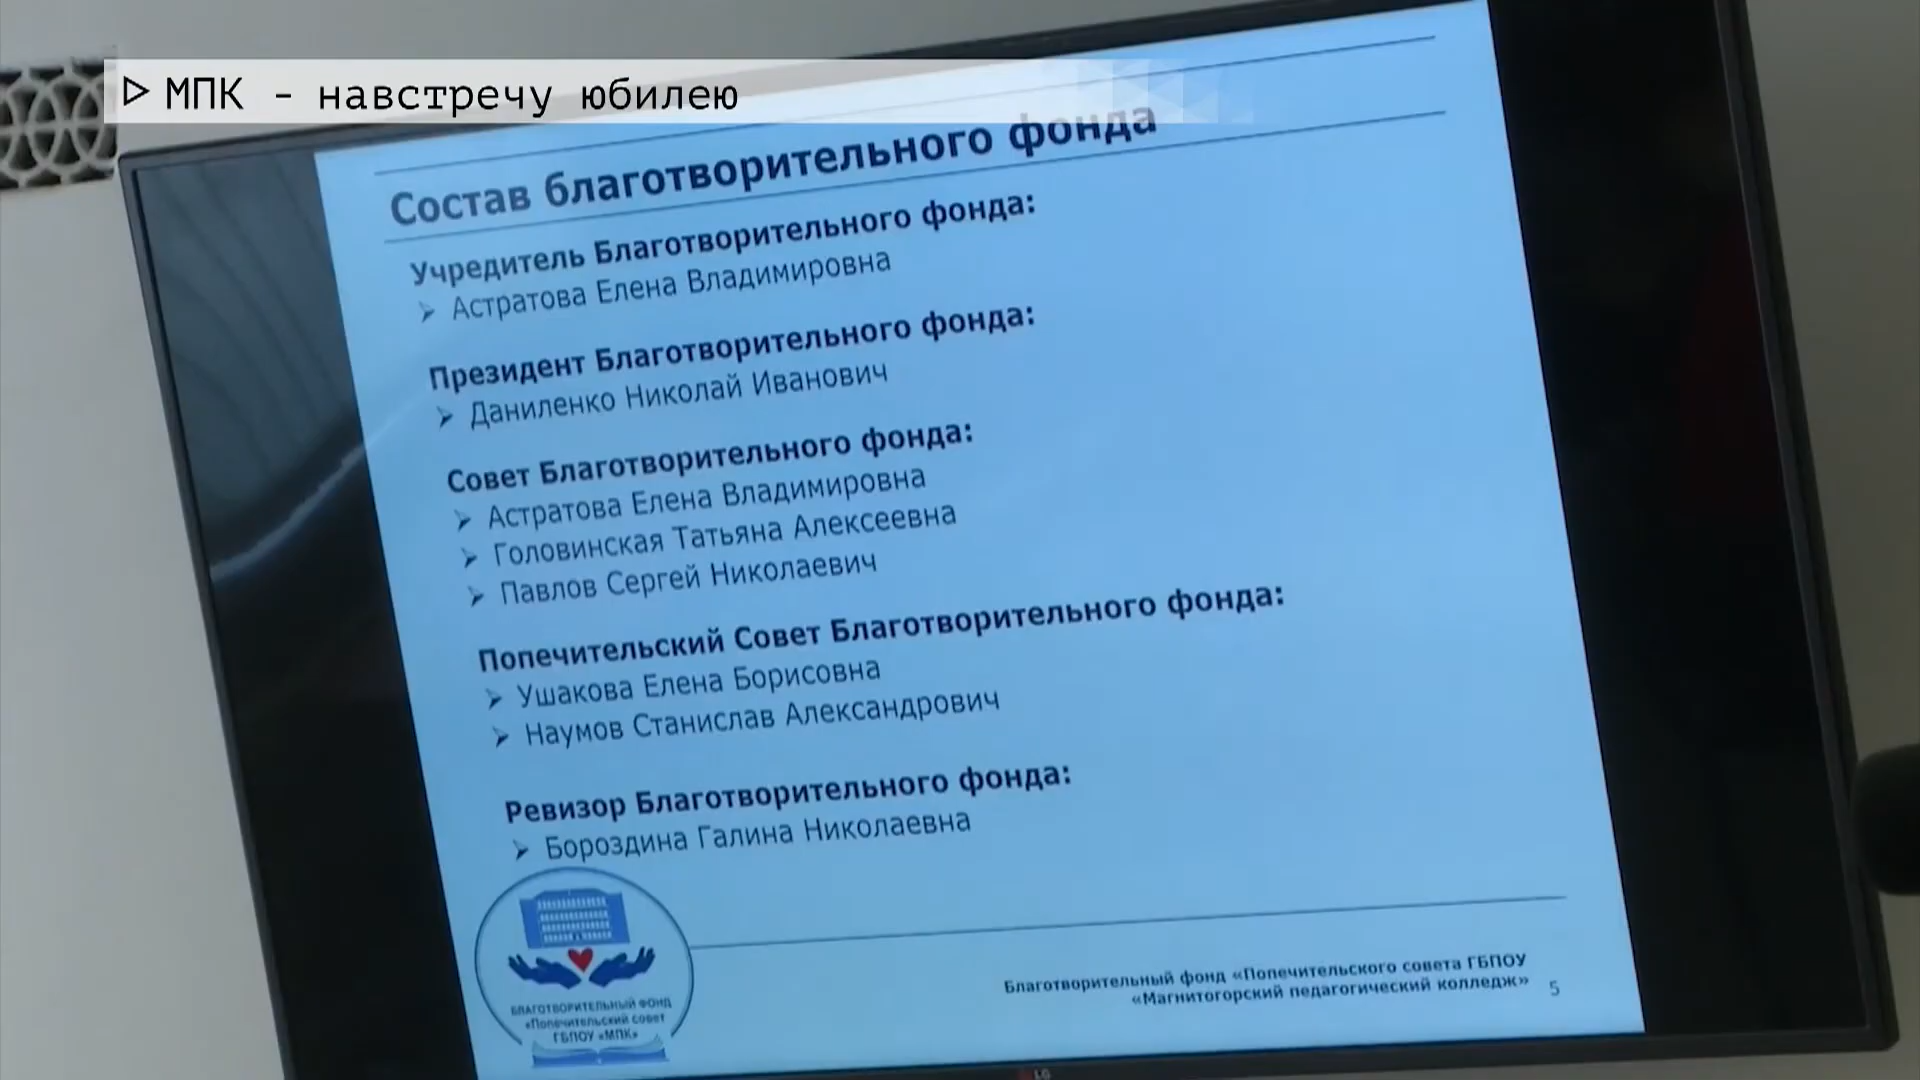 МПК - навстречу юбилею
Состав благотворительного фонда
Учредитель Благотворительного фонда:
Астратова Елена Владимировна
Президент Благотворительного фонда:
Даниленко Николай Иванович
Совет Благотворительного фонда:
Астратова Елена Владимировна
Головинская Татьяна Алексеевна
Павлов Сергей Николаевич
Попечительский Совет Благотворительного фонда:
Ушакова Елена Борисовна
Наумов Станислав Александрович
Ревизор Благотворительного фонда:
Бороздина Галина Николаевна
БЛАГОТВОРИТЕЛЬНЫЙ ФОНД
«Попечительский совет
ГБПОУ «МПК»
Благотворительный фонд «Попечительского совета ГБПОУ
«Магнитогорский педагогический колледж»
5
LG